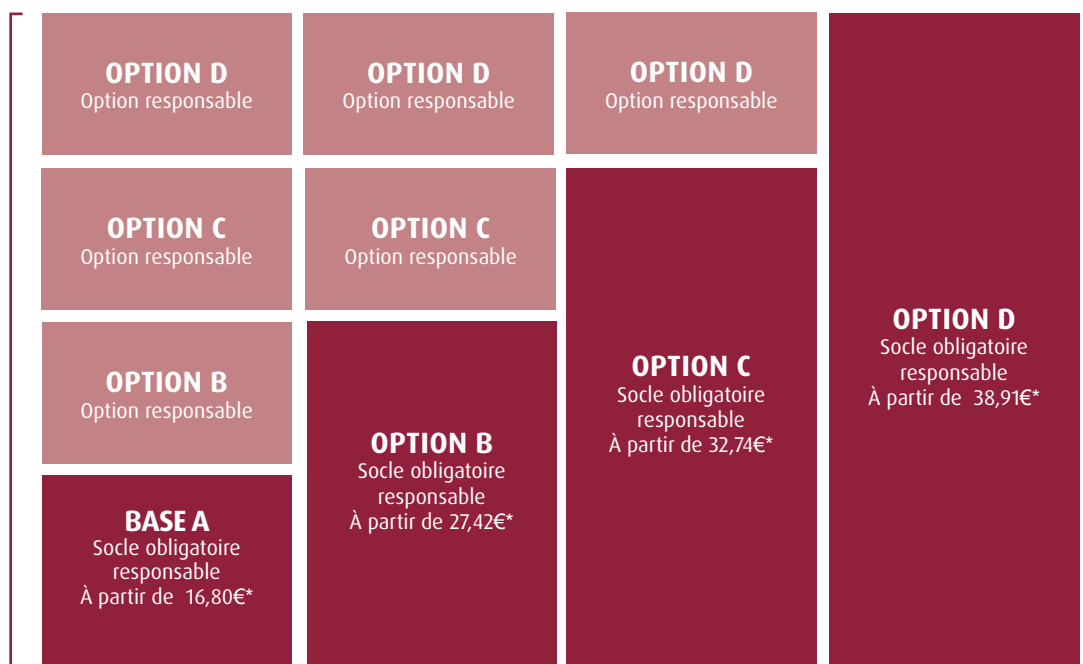 OPTION D
Option responsable
OPTION D
Option responsable
OPTION D
Option responsable
OPTION C
Option responsable
OPTION C
Option responsable
OPTION B
Option responsable
BASE A
Socle obligatoire
responsable
À partir de 16,80€*
OPTION B
Socle obligatoire
responsable
À partir de 27,42€*
OPTION C
Socle obligatoire
responsable
À partir de 32,74€*
OPTION D
Socle obligatoire
responsable
À partir de 38,91€*